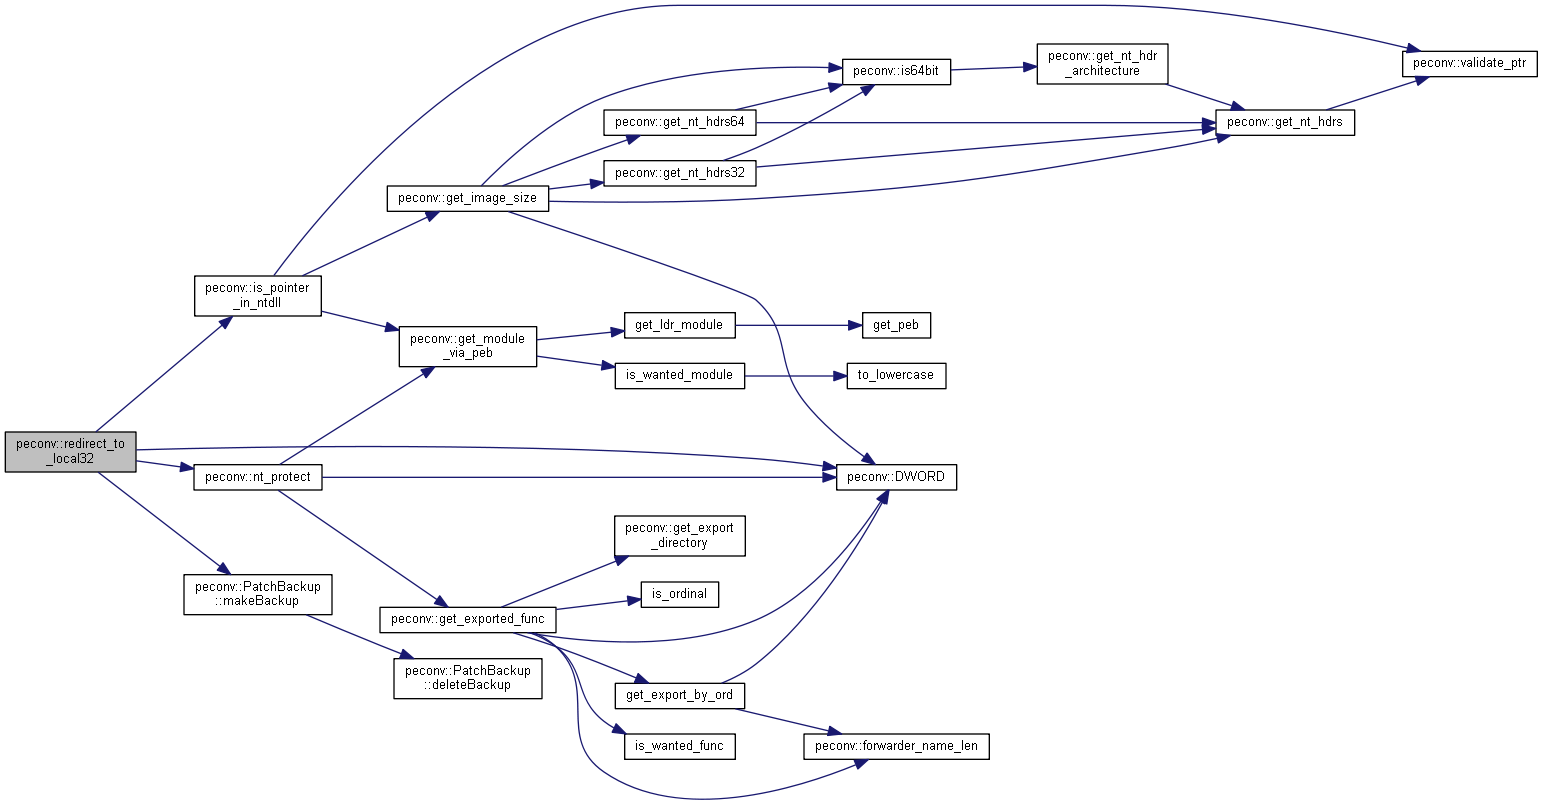 peconv::redirect_to
_local32
peconv::is_pointer
_in_ntdll
peconv::nt_protect
peconv::PatchBackup
::makeBackup
peconv::get_image_size
peconv::get_module
_via_peb
peconv::get_exported_func
peconv::PatchBackup
::deleteBackup
peconv::get_nt_hdrs64
peconv::get_nt_hdrs32
get_ldr_module
is_wanted_module
peconv::get_export
_directory
is_ordinal
get_export_by_ord
is_wanted_func
peconv::is64bit
get_peb
to_lowercase
peconv::DWORD
peconv::forwarder_name_len
peconv::get_nt_hdr
_architecture
peconv::get_nt_hdrs
peconv::validate_ptr